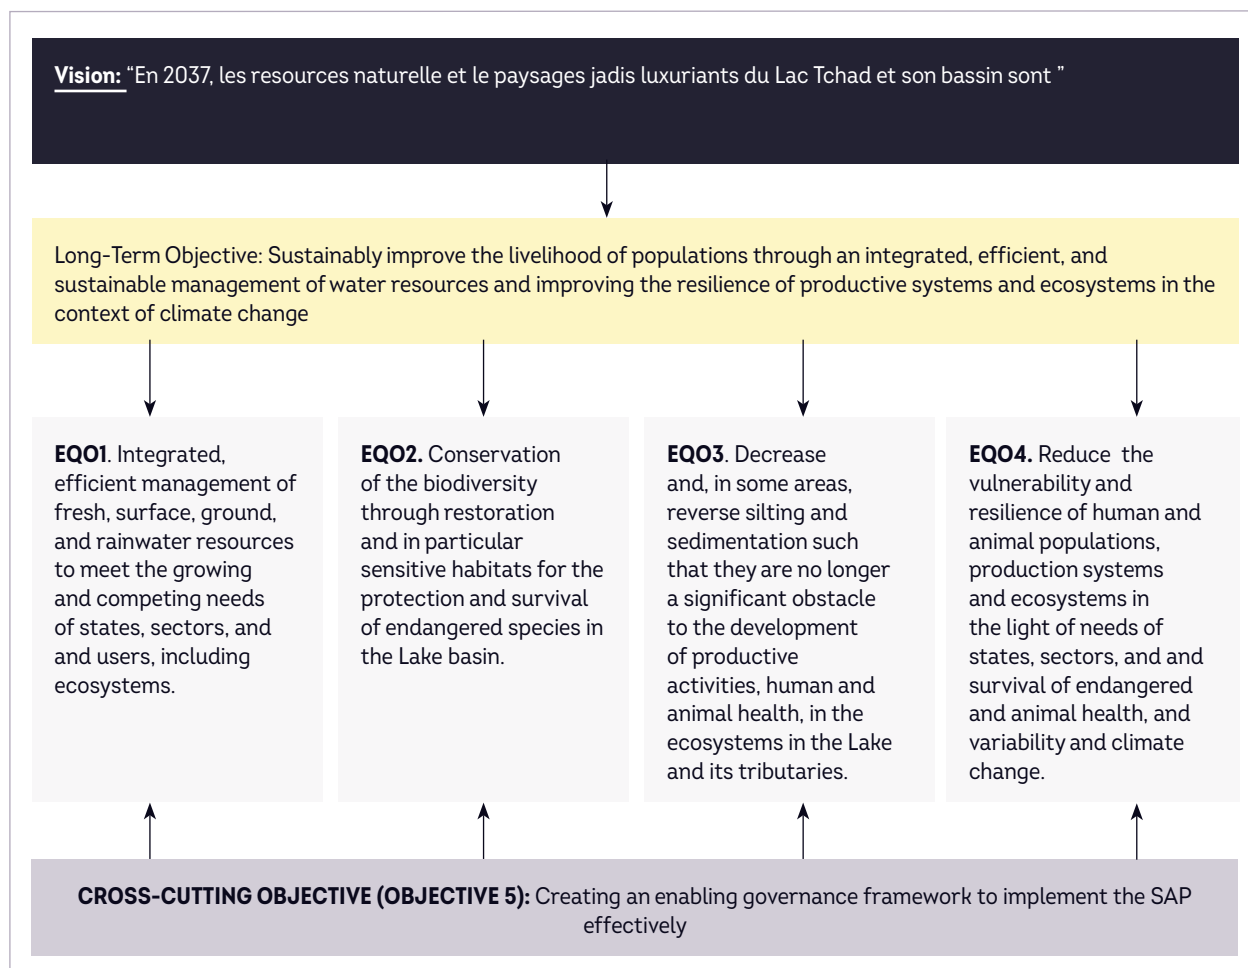 Vision: “En 2037, les resources naturelle et le paysages jadis luxuriants du Lac Tchad et son bassin sont ”
Long-Term Objective: Sustainably improve the livelihood of populations through an integrated, efficient, and
sustainable management of water resources and improving the resilience of productive systems and ecosystems in the
context of climate change
EQO1. Integrated,
efficient management of
fresh, surface, ground,
and rainwater resources
to meet the growing
and competing needs
of states, sectors, and
and users, including
ecosystems.
EQO2. Conservation
of the biodiversity
through restoration
and in particular
sensitive habitats for the
protection and survival
of endangered species in
the Lake basin.
EQO3. Decrease
and, in some areas,
reverse silting and
sedimentation such
that they are no longer
a significant obstacle
to the development
of productive
activities, human and
animal health, in the
ecosystems in the Lake
and its tributaries.
EQO4. Reduce the
vulnerability and
resilience of human and
animal populations,
production systems
and ecosystems in
the light of needs of
states, sectors, and and
survival of endangered
and animal health, and
variability and climate
change.
CROSS-CUTTING OBJECTIVE (OBJECTIVE 5): Creating an enabling governance framework to implement the SAP
effectively